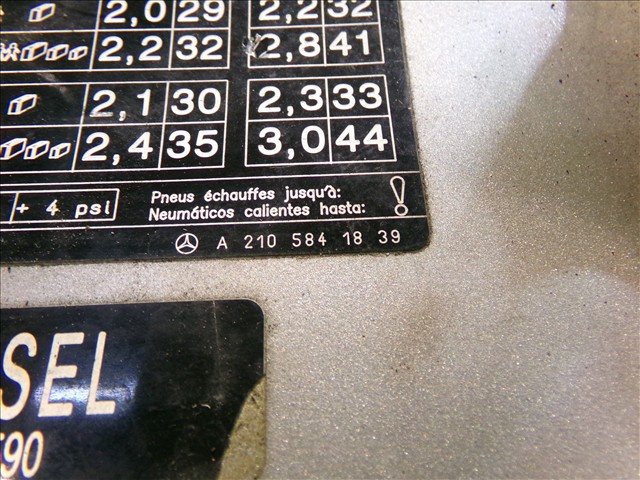 2,0 29 2,2 32
2,2 32 2,8 41
2,1 30 2,3 33
2,4 35 3,0 44
+ 4 psi Pneus échauffes jusqu'à:
Neumáticos calientes hasta: !
A 210 584 18 39
SEL
90